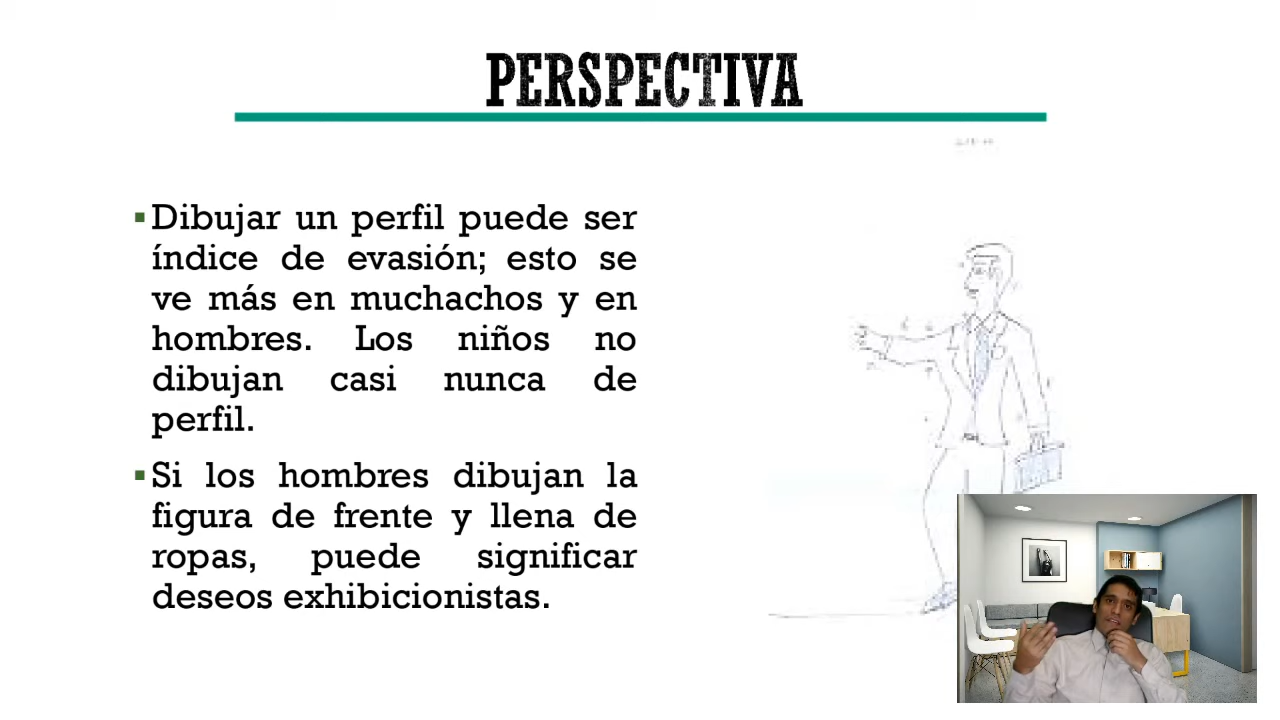 PERSPECTIVA
▪Dibujar un perfil puede ser
índice de evasión; esto se
ve más en muchachos y en
hombres. Los niños no
dibujan casi nunca de
perfil.
▪Si los hombres dibujan la
figura de frente y llena de
ropas, puede significar
deseos exhibicionistas.